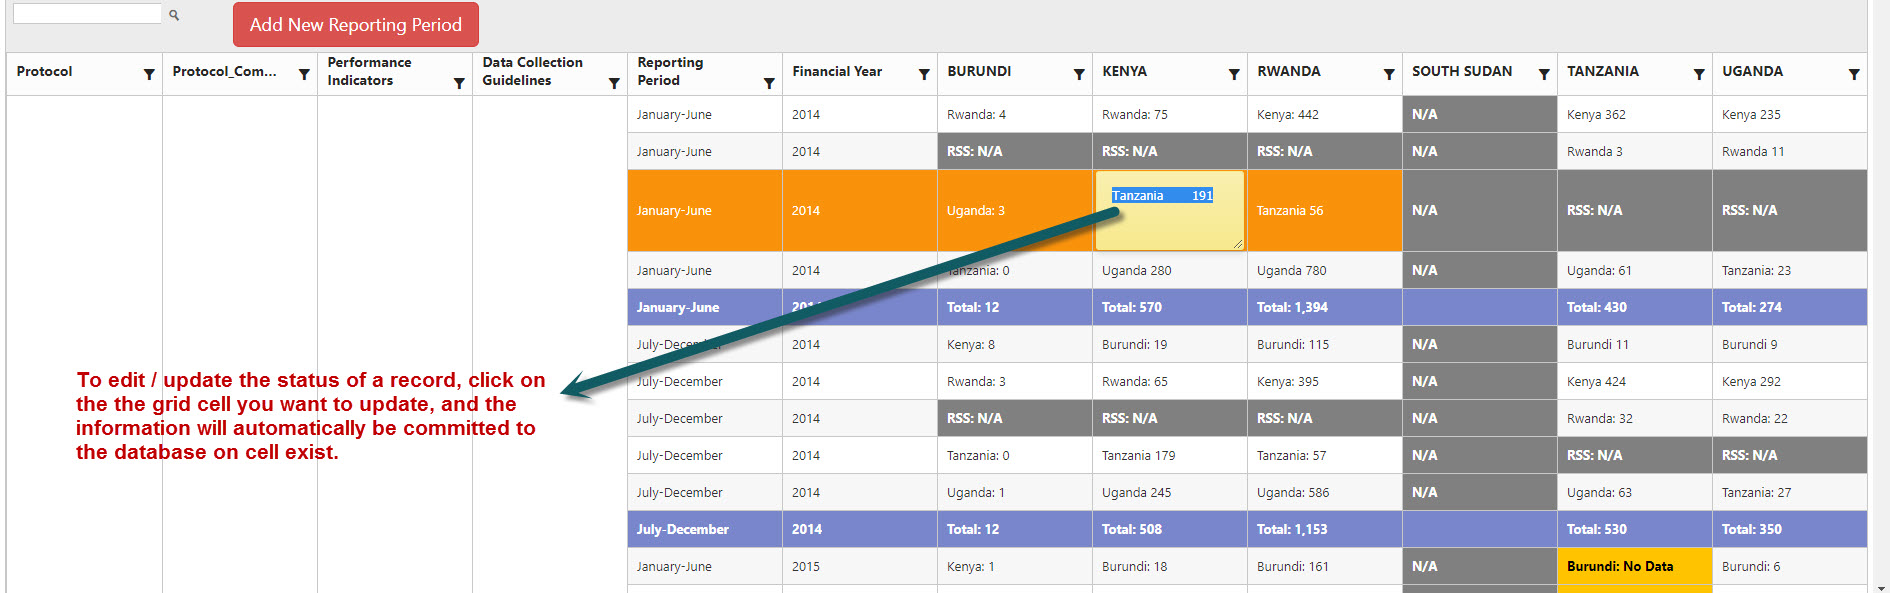 Add New Reporting Period
Protocol Protocol_Com... Performance Indicators Data Collection Guidelines Reporting Period Financial Year BURUNDI KENYA RWANDA SOUTH SUDAN TANZANIA UGANDA
January-June 2014 Rwanda: 4 Rwanda: 75 Kenya: 442 N/A Kenya 362 Kenya 235
January-June 2014 RSS: N/A RSS: N/A RSS: N/A N/A Rwanda 3 Rwanda 11
January-June 2014 Uganda: 3 Tanzania 191 Tanzania 56 N/A RSS: N/A RSS: N/A
January-June 2014 Tanzania: 0 Uganda 280 Uganda 780 N/A Uganda: 61 Tanzania: 23
January-June 2014 Total: 12 Total: 570 Total: 1,394 Total: 430 Total: 274
July-December 2014 Kenya: 8 Burundi: 19 Burundi: 115 N/A Burundi 11 Burundi 9
July-December 2014 Rwanda: 3 Rwanda: 65 Kenya: 395 N/A Kenya 424 Kenya 292
July-December 2014 RSS: N/A RSS: N/A RSS: N/A N/A Rwanda: 32 Rwanda: 22
July-December 2014 Tanzania: 0 Tanzania 179 Tanzania: 57 N/A RSS: N/A RSS: N/A
July-December 2014 Uganda: 1 Uganda 245 Uganda: 586 N/A Uganda: 63 Tanzania: 27
July-December 2014 Total: 12 Total: 508 Total: 1,153 Total: 530 Total: 350
January-June 2015 Kenya: 1 Burundi: 18 Burundi: 161 N/A Burundi: No Data Burundi: 6
To edit / update the status of a record, click on
the the grid cell you want to update, and the
information will automatically be committed to
the database on cell exist.